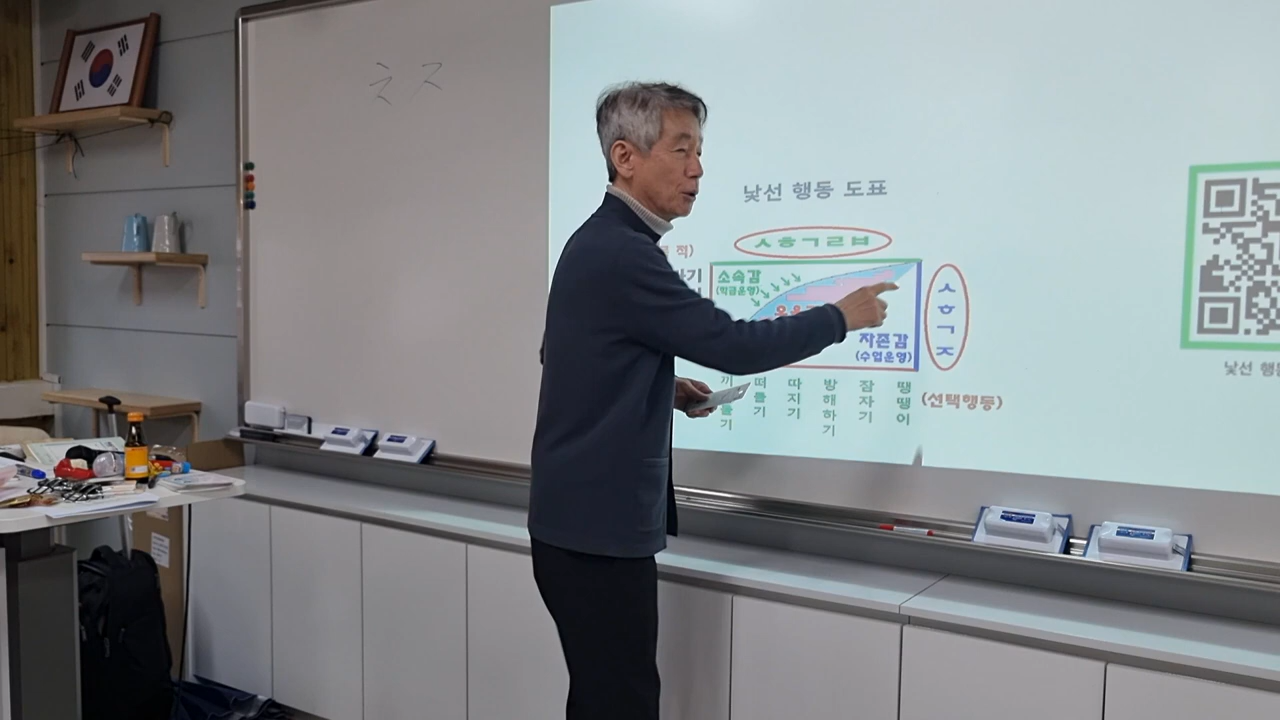 ㅈ
낯선 행동 도표
적)
ㅅㅎㄱㄹㅂ
소속감
(학급운영)
ㅅ
ㅎ
ㄱ
ㅈ
자존감
(수업운영)
떠들기
따지기
방해하기
잠자기
땡땡이
(선택행동)
낯선 행동